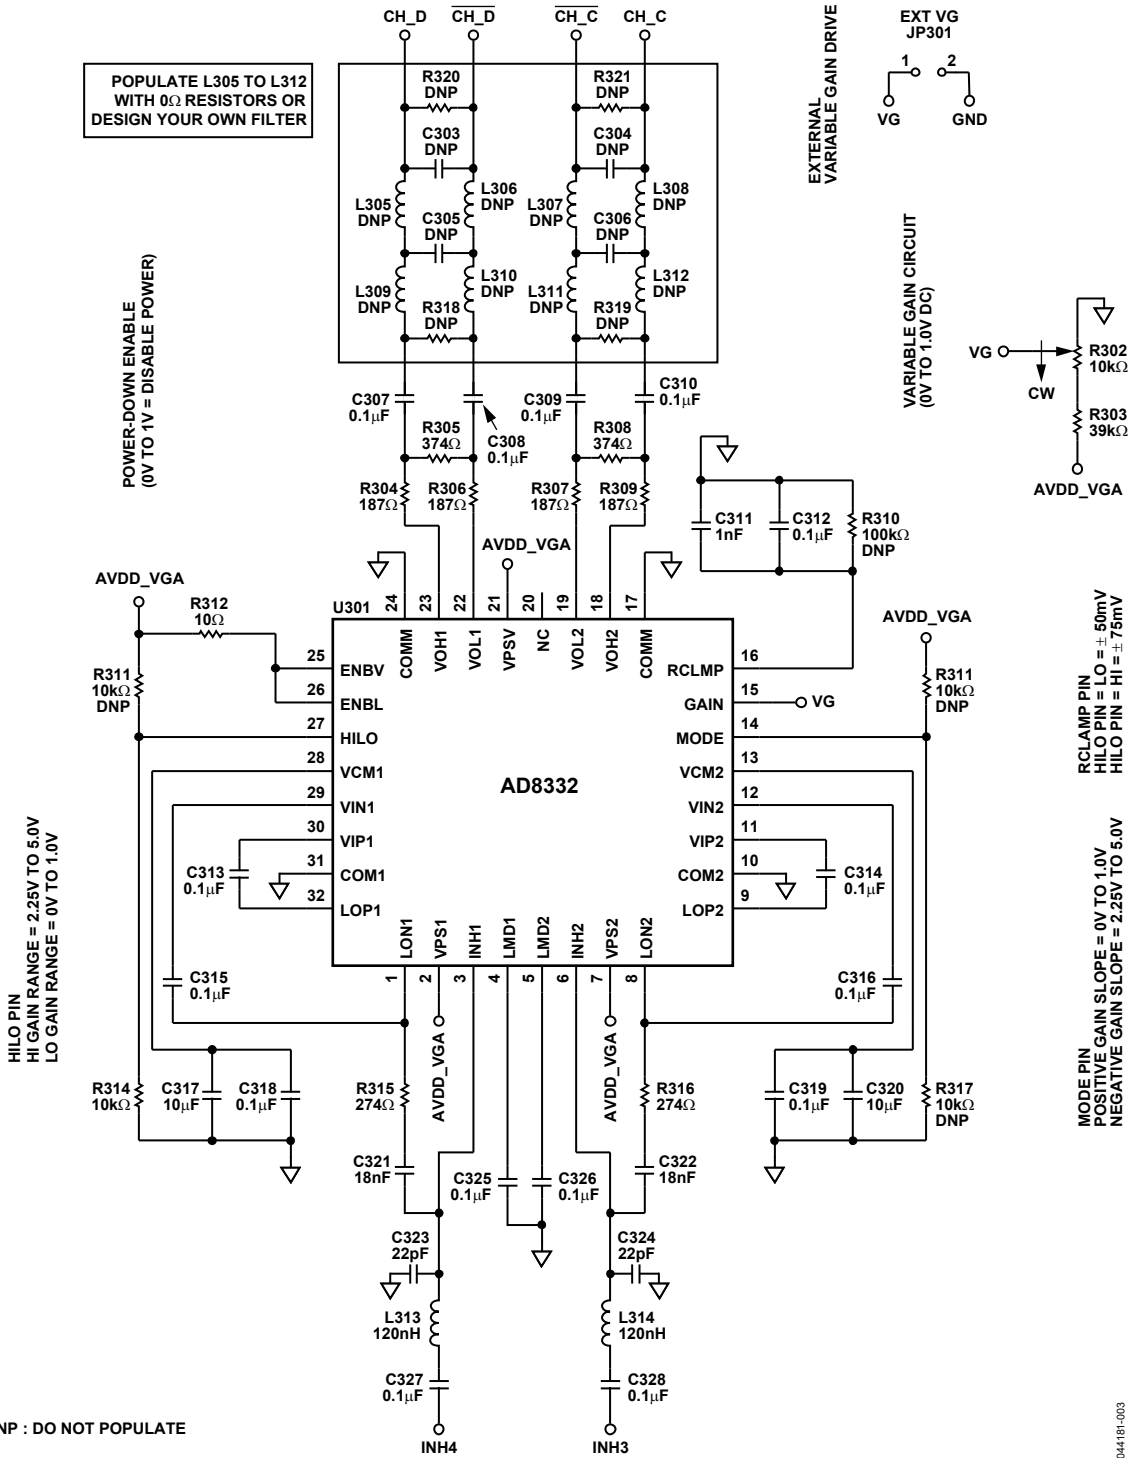 CH_D
CH_D
CH_C
CH_C
POPULATE L305 TO L312
WITH 0Ω RESISTORS OR
DESIGN YOUR OWN FILTER
R320
DNP
R321
DNP
C303
DNP
C304
DNP
L305
DNP
L306
DNP
L307
DNP
L308
DNP
C305
DNP
C306
DNP
L309
DNP
L310
DNP
L311
DNP
L312
DNP
R318
DNP
R319
DNP
EXTERNAL
VARIABLE GAIN DRIVE
EXT VG
JP301
1
2
VG
GND
POWER-DOWN ENABLE
(0V TO 1V = DISABLE POWER)
VARIABLE GAIN CIRCUIT
(0V TO 1.0V DC)
VG
CW
R302
10kΩ
R303
39kΩ
AVDD_VGA
C307
0.1μF
C308
0.1μF
C309
0.1μF
C310
0.1μF
R305
374Ω
R308
374Ω
R304
187Ω
R306
187Ω
R307
187Ω
R309
187Ω
C311
1nF
C312
0.1μF
R310
100kΩ
DNP
AVDD_VGA
AVDD_VGA
R312
10Ω
R311
10kΩ
DNP
AVDD_VGA
R311
10kΩ
DNP
U301
24
23
22
21
20
19
18
17
COMM
VOH1
VOL1
VPSV
NC
VOL2
VOH2
COMM
25
ENBV
26
ENBL
27
HILO
28
VCM1
29
VIN1
30
VIP1
31
COM1
32
LOP1
AD8332
RCLMP
16
GAIN
15
VG
MODE
14
VCM2
13
VIN2
12
VIP2
11
COM2
10
LOP2
9
LON1
VPS1
INH1
LMD1
LMD2
INH2
VPS2
LON2
1
2
3
4
5
6
7
8
RCLAMP PIN
HILO PIN = LO = ± 50mV
HILO PIN = HI = ± 75mV
HILO PIN
HI GAIN RANGE = 2.25V TO 5.0V
LO GAIN RANGE = 0V TO 1.0V
MODE PIN
POSITIVE GAIN SLOPE = 0V TO 1.0V
NEGATIVE GAIN SLOPE = 2.25V TO 5.0V
C313
0.1μF
C314
0.1μF
C315
0.1μF
C316
0.1μF
AVDD_VGA
AVDD_VGA
R314
10kΩ
C317
10μF
C318
0.1μF
R315
274Ω
R316
274Ω
C319
0.1μF
C320
10μF
R317
10kΩ
DNP
C321
18nF
C325
0.1μF
C326
0.1μF
C322
18nF
C323
22pF
C324
22pF
L313
120nH
L314
120nH
C327
0.1μF
C328
0.1μF
INH4
INH3
NP : DO NOT POPULATE
044181-003